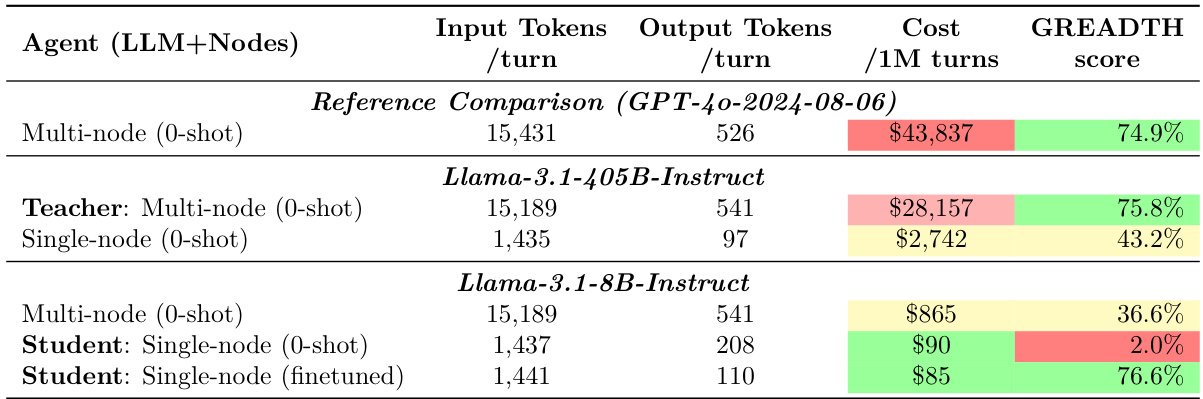 Agent (LLM+Nodes) Input Tokens /turn Output Tokens /turn Cost /1M turns GREADTH score
Reference Comparison (GPT-4o-2024-08-06)
Multi-node (0-shot) 15,431 526 $43,837 74.9%
Llama-3.1-405B-Instruct
Teacher: Multi-node (0-shot) 15,189 541 $28,157 75.8%
Single-node (0-shot) 1,435 97 $2,742 43.2%
Llama-3.1-8B-Instruct
Multi-node (0-shot) 15,189 541 $865 36.6%
Student: Single-node (0-shot) 1,437 208 $90 2.0%
Student: Single-node (finetuned) 1,441 110 $85 76.6%